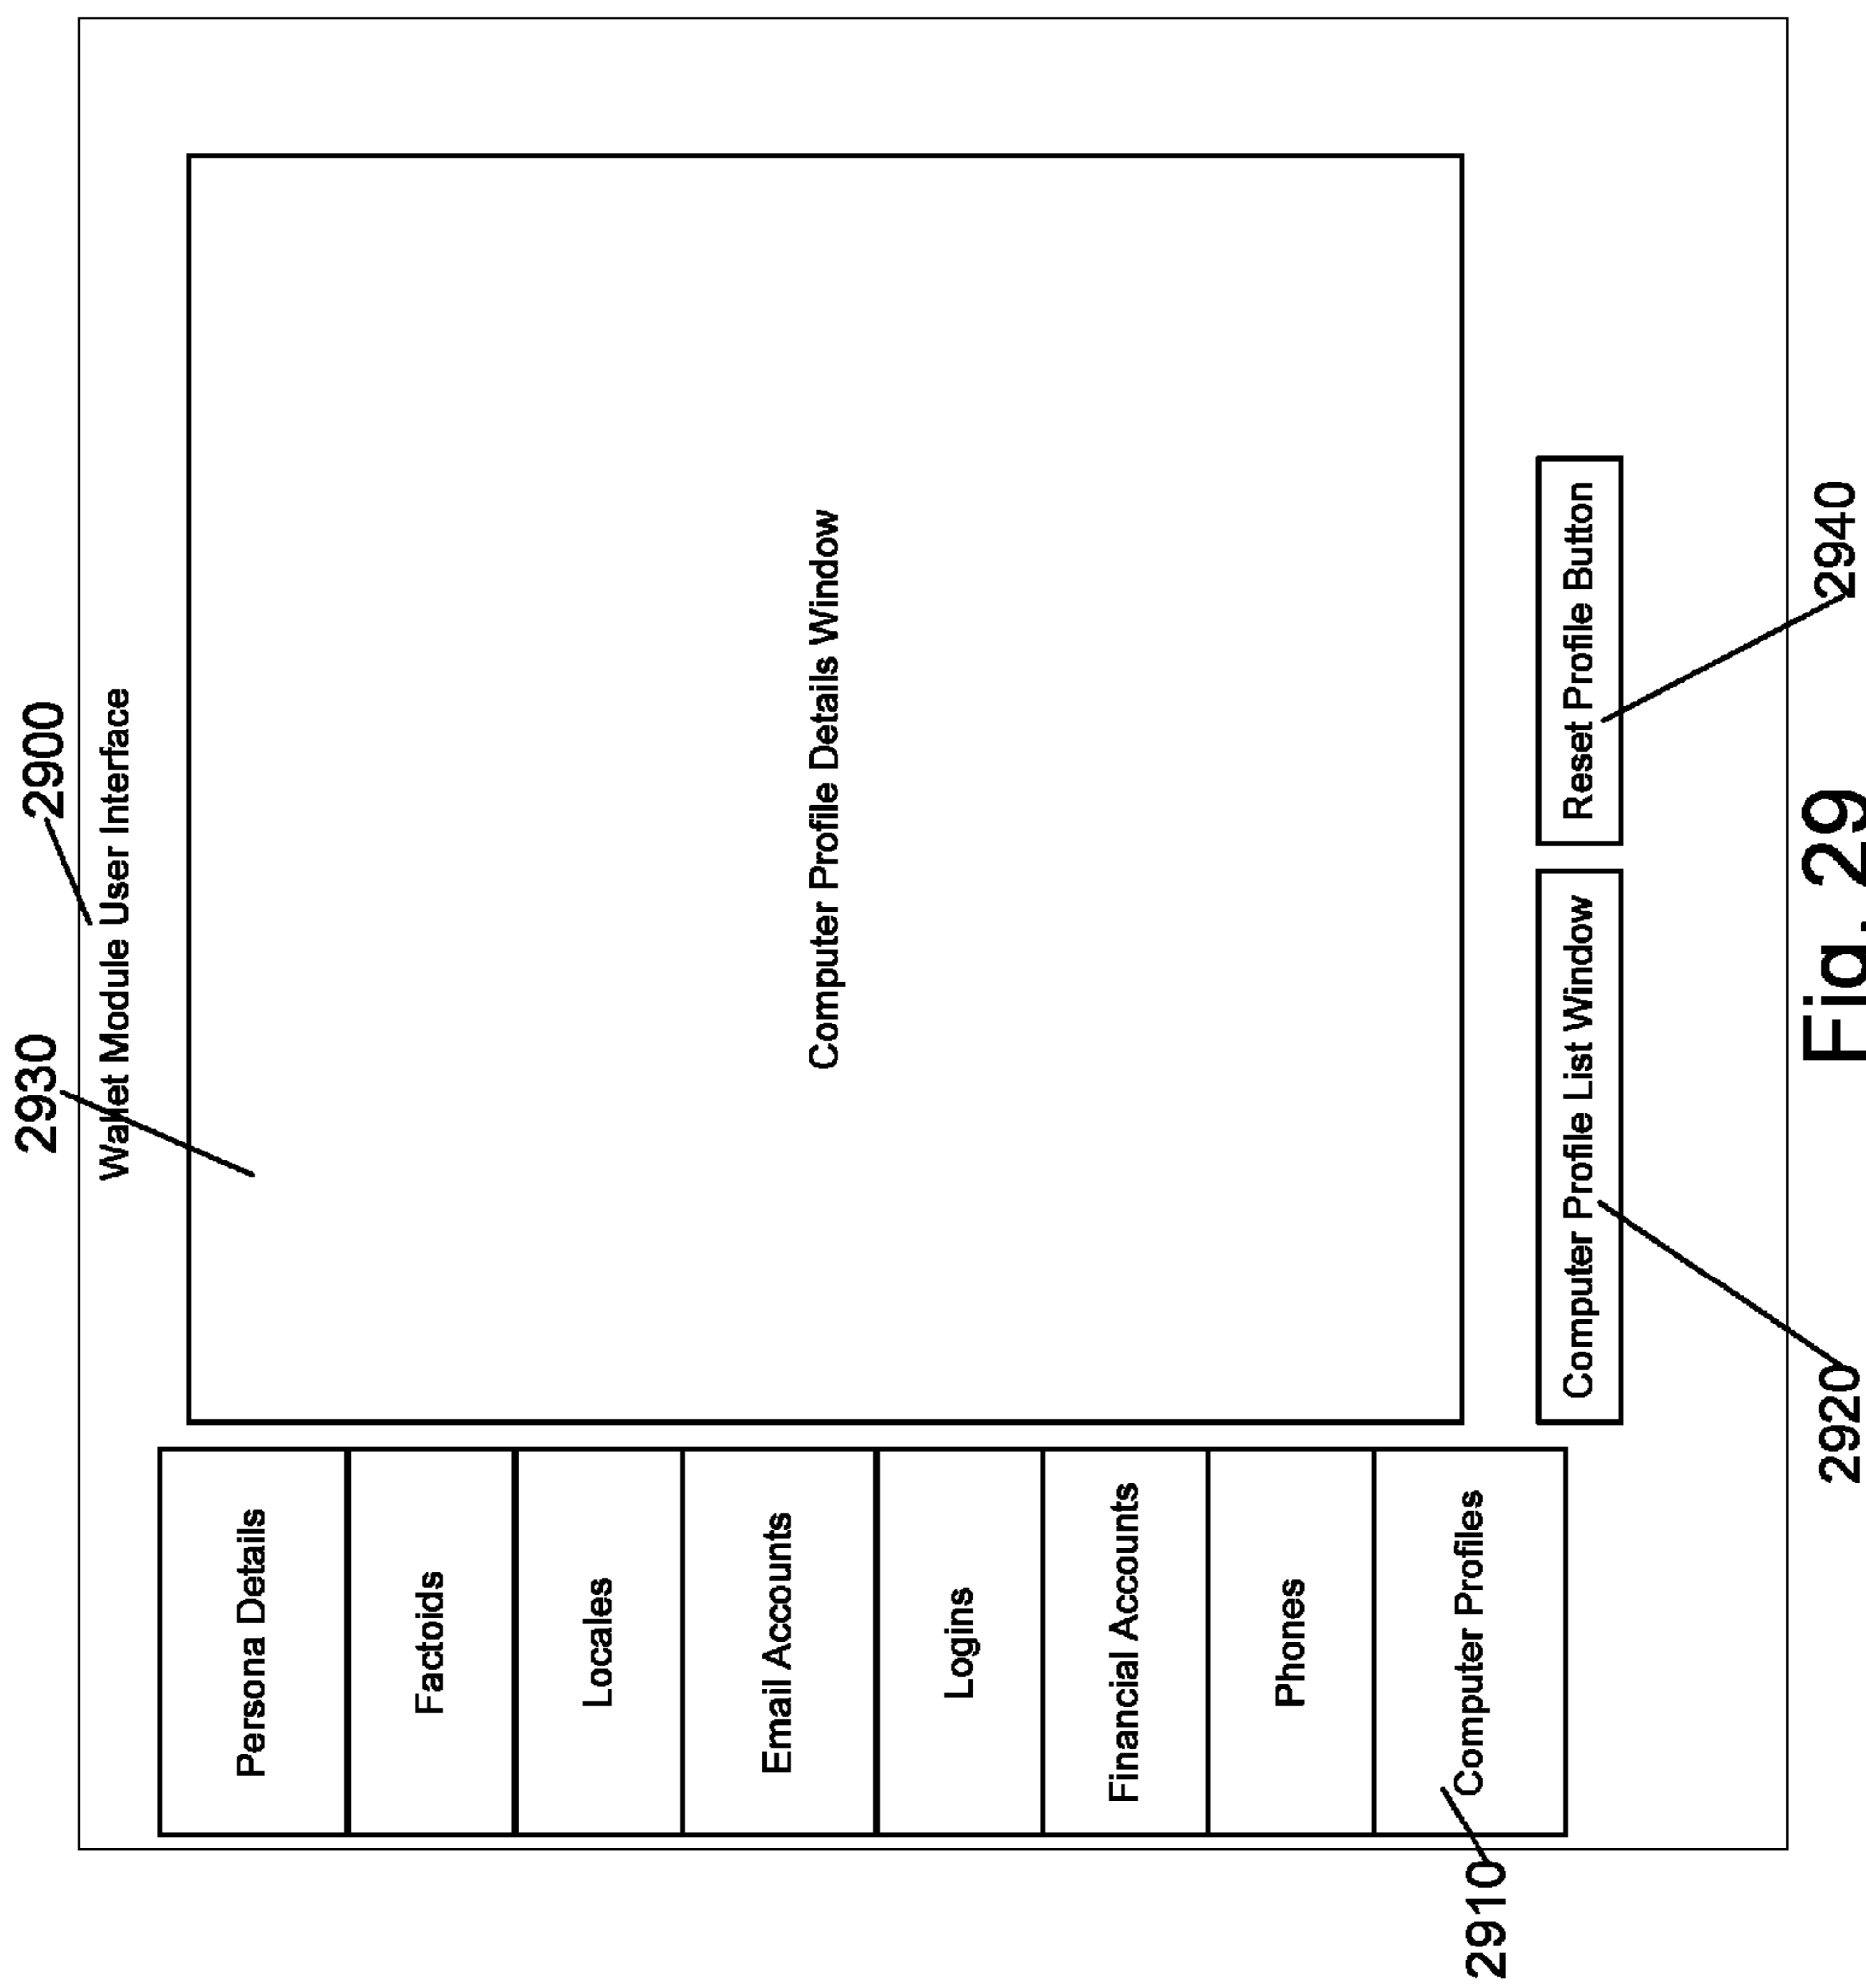 2930
2900
Wallet Module User Interface
Persona Details
Factoids
Locales
Email Accounts
Logins
Financial Accounts
Phones
Computer Profiles
2910
Computer Profile Details Window
Computer Profile List Window
Reset Profile Button
2920
2940
Fig. 29